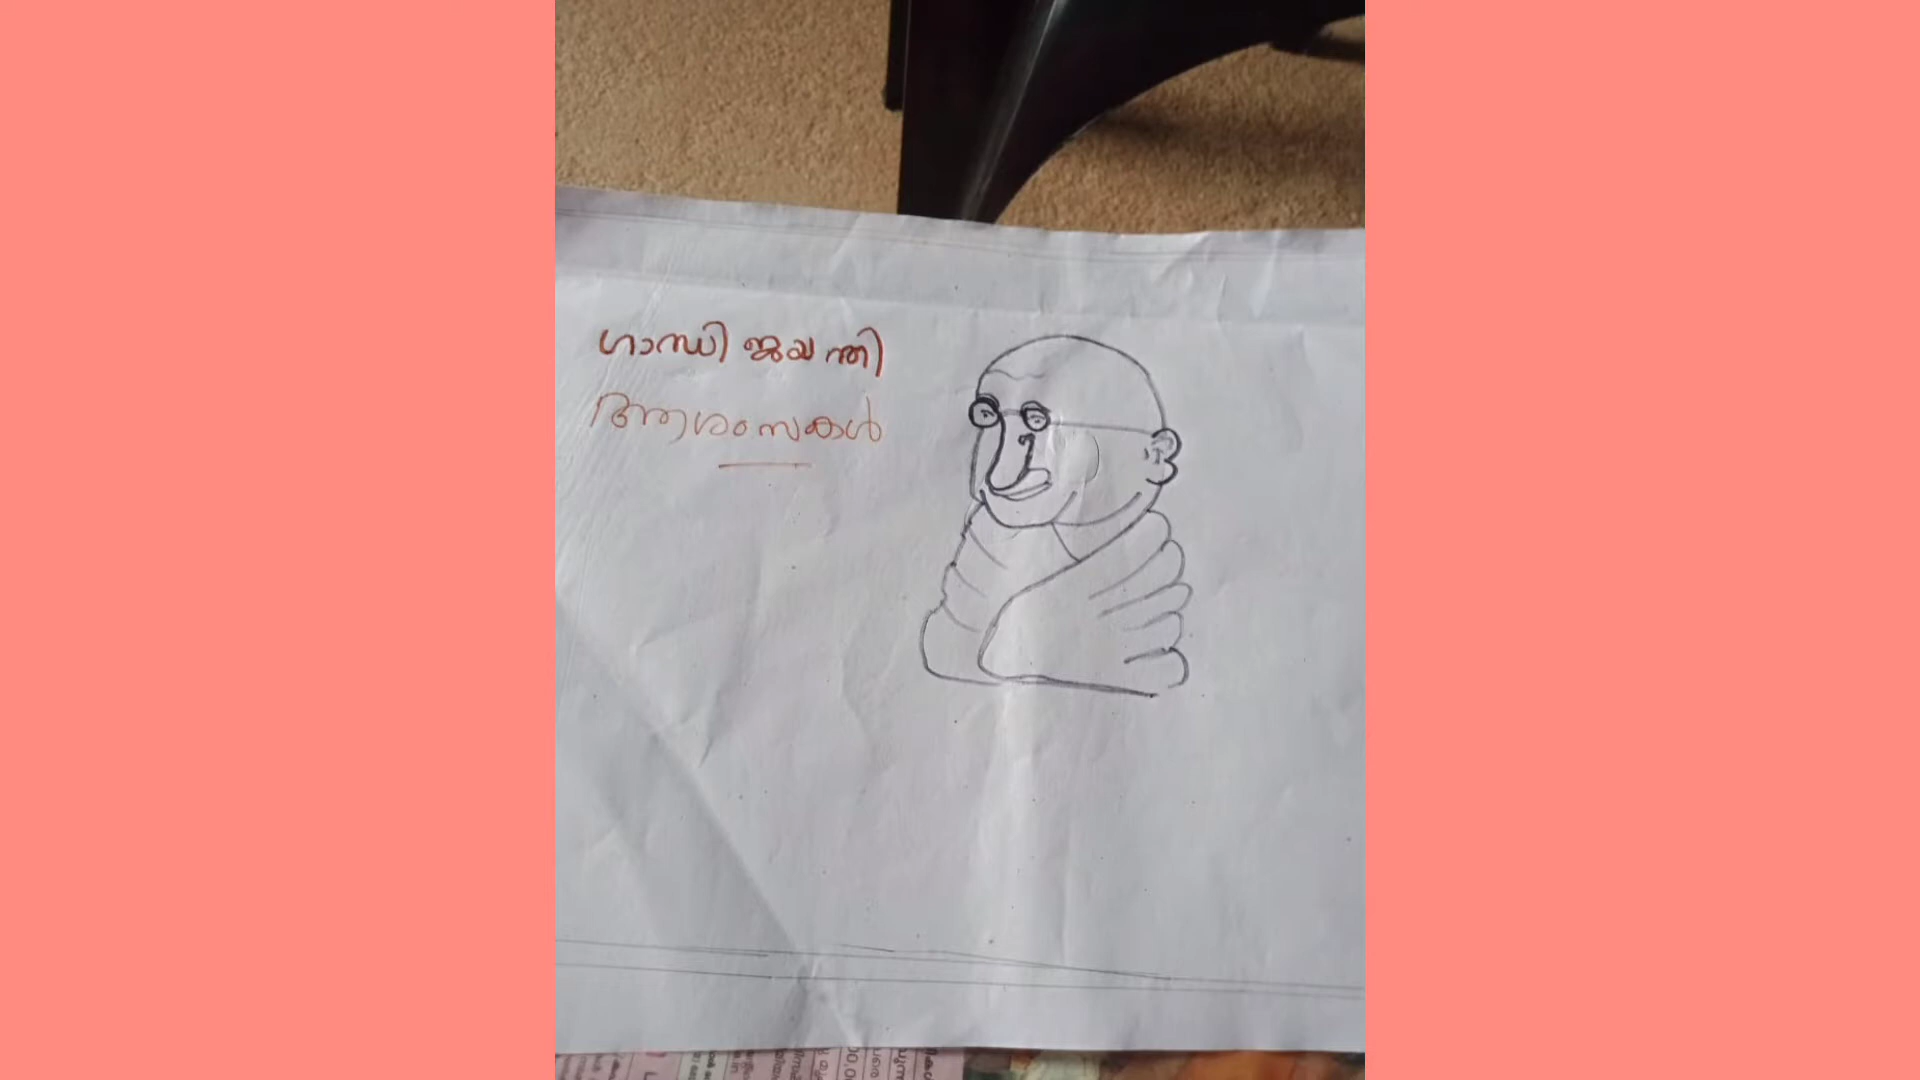 ഗാന്ധി ജയന്തി
ആശംസകൾ